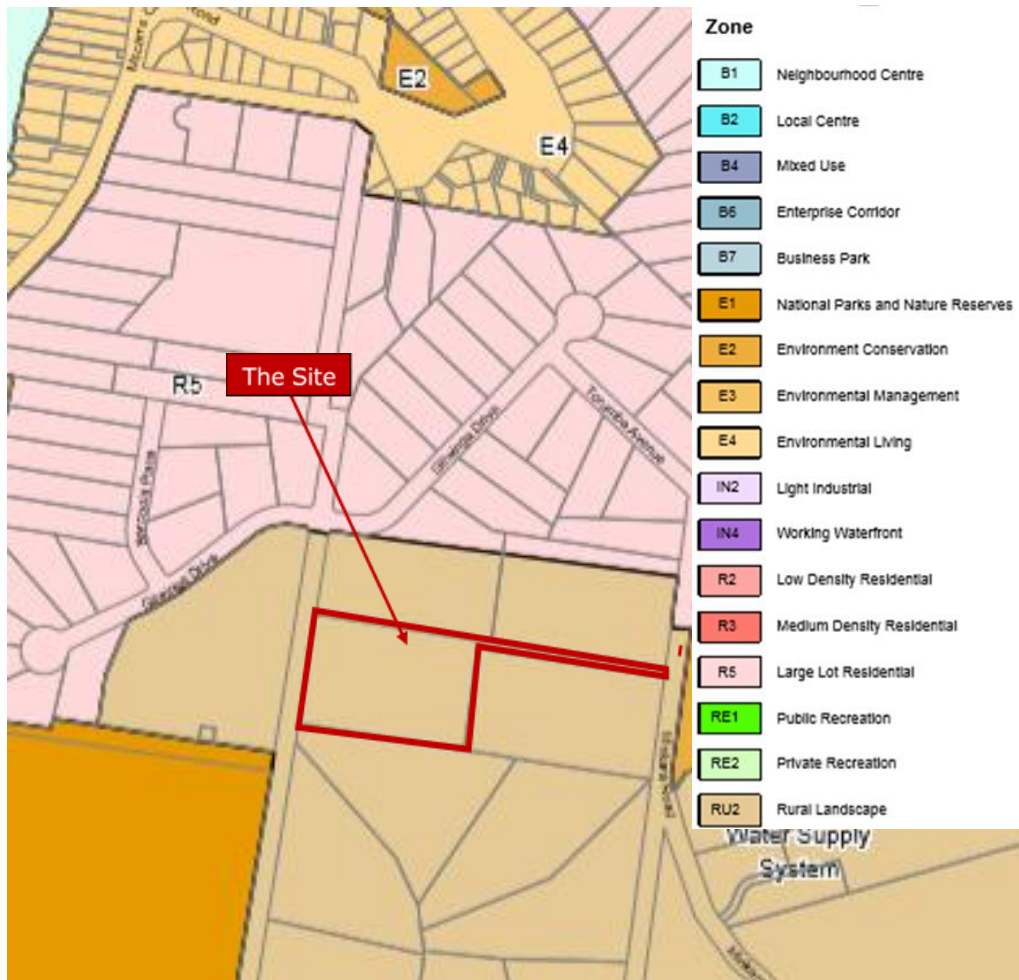 Zone
B1 Neighbourhood Centre
B2 Local Centre
B4 Mixed Use
B6 Enterprise Corridor
B7 Business Park
E1 National Parks and Nature Reserves
E2 Environment Conservation
E3 Environmental Management
E4 Environmental Living
IN2 Light Industrial
IN4 Working Waterfront
R2 Low Density Residential
R3 Medium Density Residential
R5 Large Lot Residential
RE1 Public Recreation
RE2 Private Recreation
RU2 Rural Landscape
E2
E4
The Site
R5
Drive
Avenue
Drive
Water Supply
System